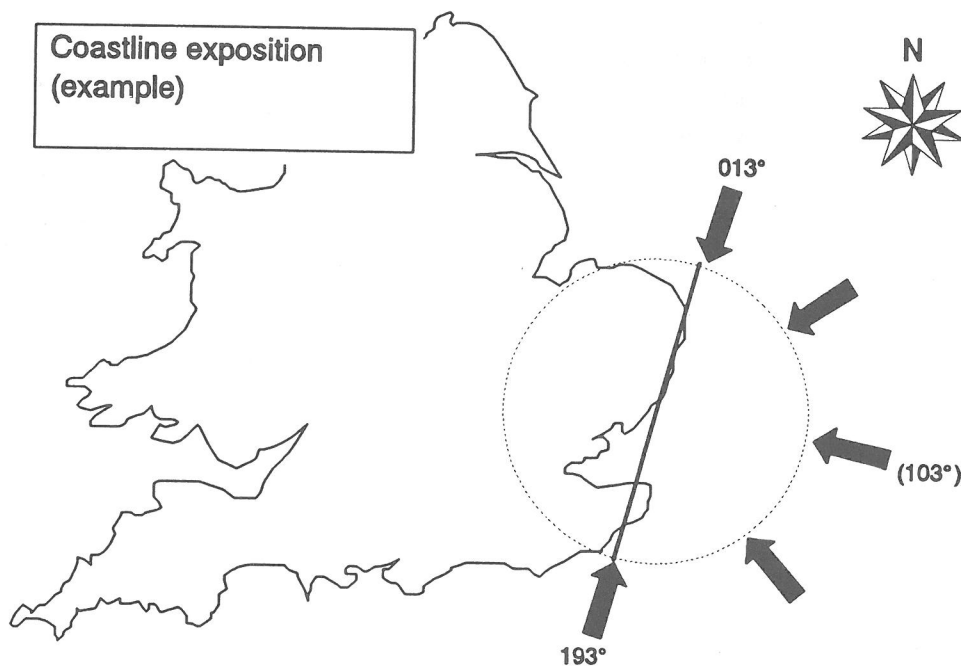 Coastline exposition
(example)
N
013°
(103°)
193°